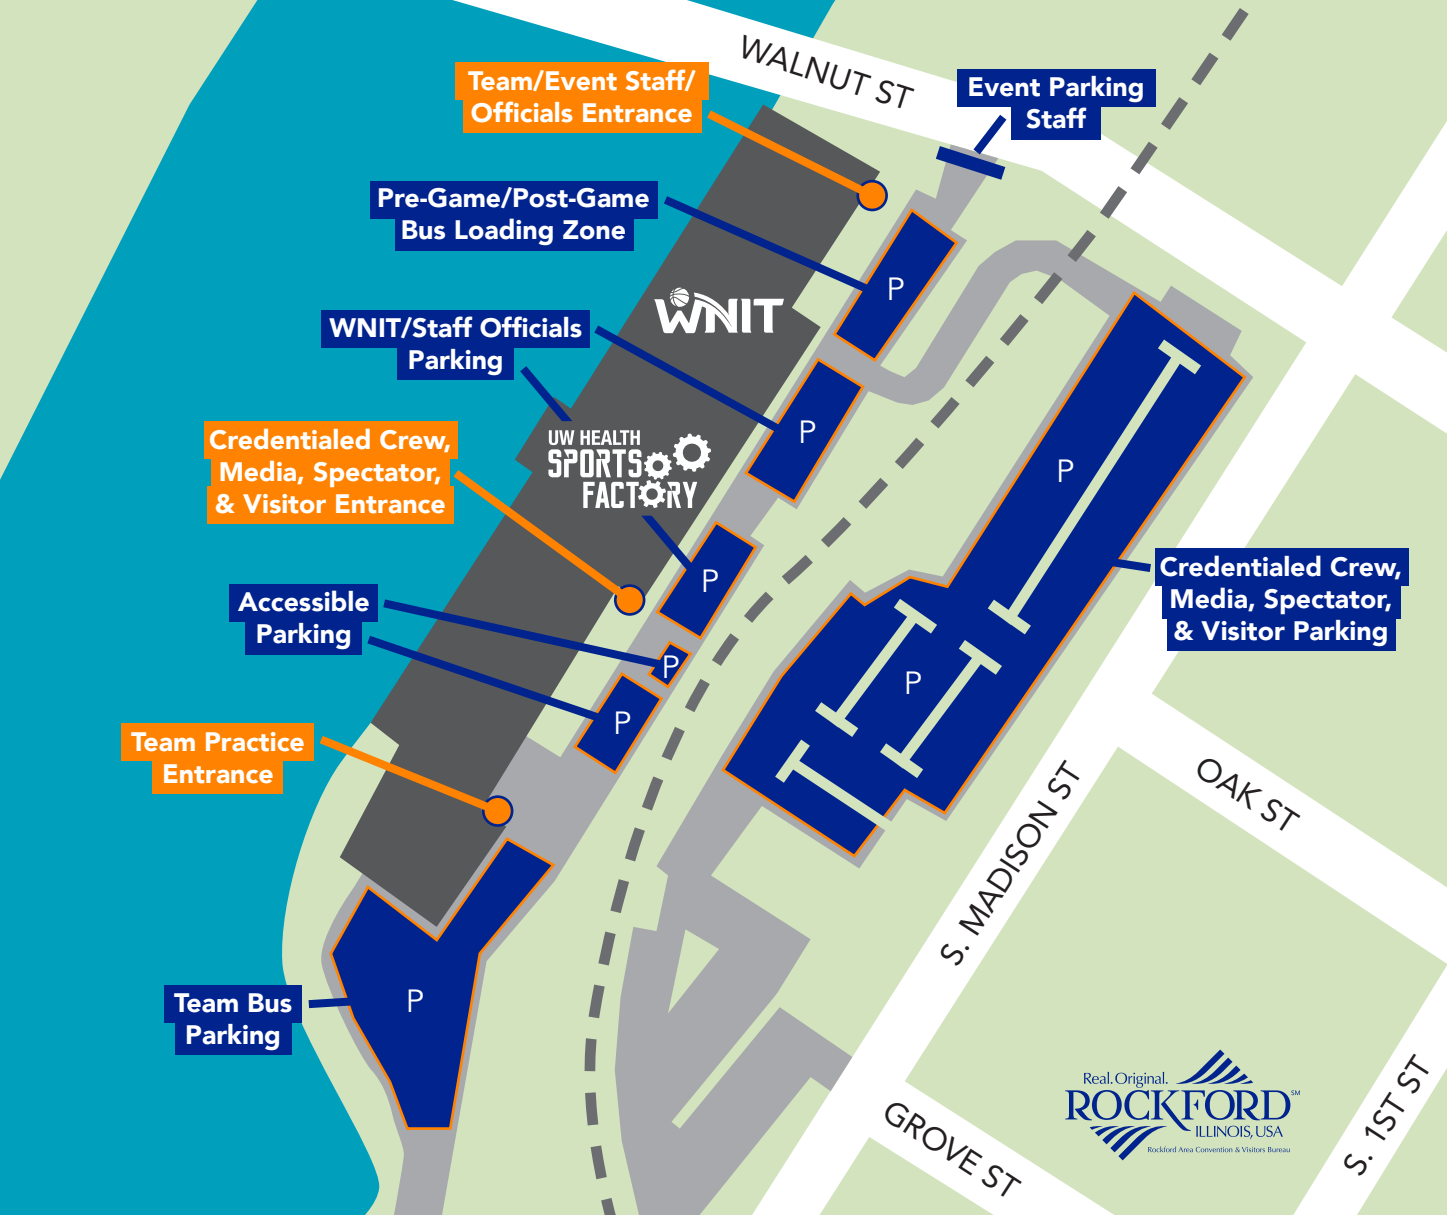 WALNUT ST
Team/Event Staff/
Officials Entrance
Event Parking
Staff
Pre-Game/Post-Game
Bus Loading Zone
P
WNIT
WNIT/Staff Officials
Parking
P
P
Credentialed Crew,
Media, Spectator,
& Visitor Entrance
UW HEALTH
SPORTS
FACTORY
P
Credentialed Crew,
Media, Spectator,
& Visitor Parking
Accessible
Parking
P
P
P
Team Practice
Entrance
OAK ST
S. MADISON ST
Team Bus
Parking
P
GROVE ST
S. 1ST ST
Real. Original.
ROCKFORD SM
ILLINOIS, USA
Rockford Area Convention & Visitors Bureau